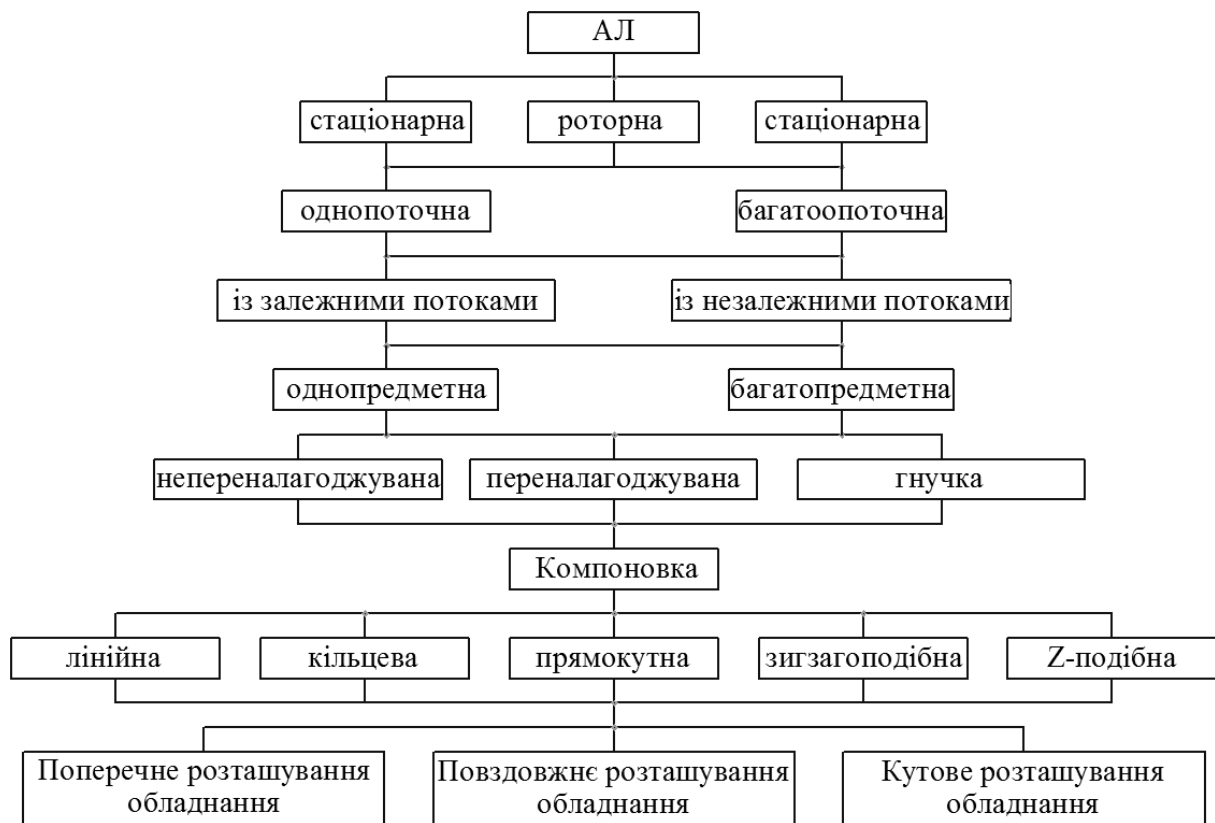 АЛ
стаціонарна
роторна
стаціонарна
однопоточна
багатоопоточна
із залежними потоками
із незалежними потоками
однопредметна
багатопредметна
непереналагоджувана
переналагоджувана
гнучка
Компоновка
лінійна
кільцева
прямокутна
зигзагоподібна
Z-подібна
Поперечне розташування
обладнання
Повздовжнє розташування
обладнання
Кутове розташування
обладнання